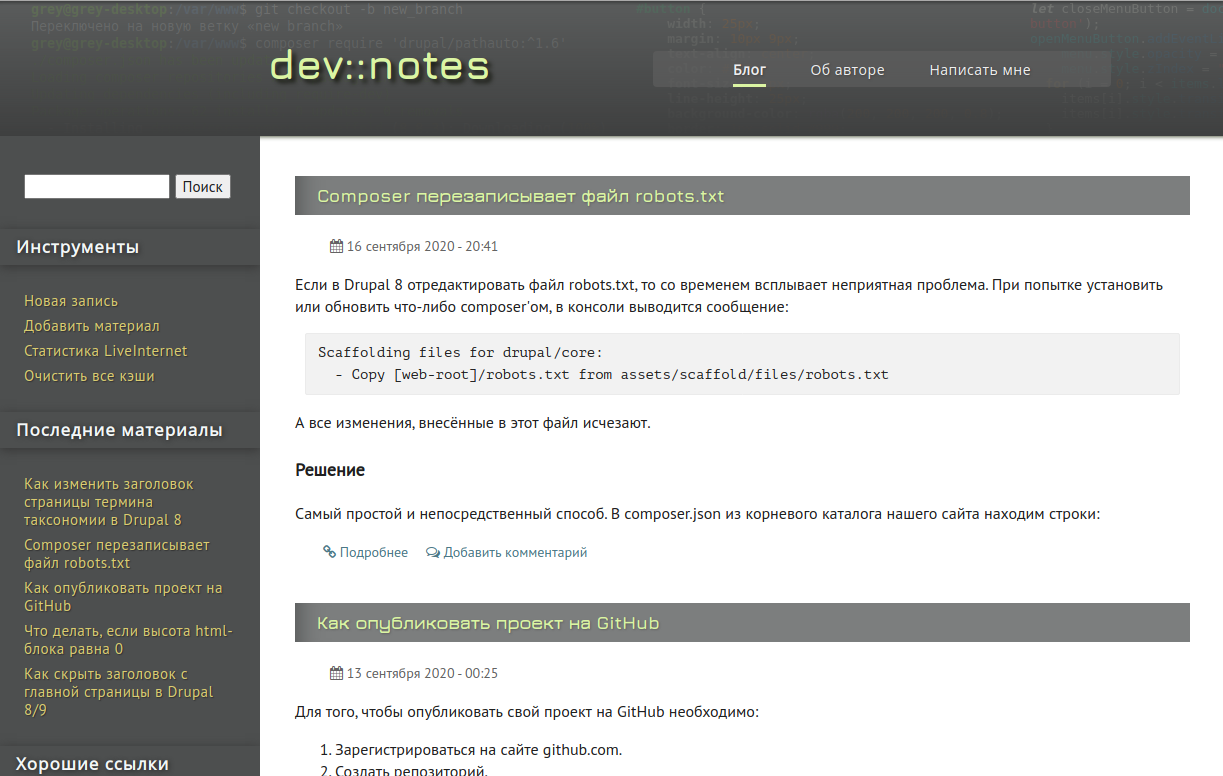 grey@grey-desktop:/var/www$ git checkout -b new_branch
Переключено на новую ветку «new branch»
grey@grey-desktop:/var/www$ composer require 'drupal/pathauto:^1.6'
#button {
width: 25px;
let closeMenuButton =
button');
dev::notes
Блог
Об авторе
Написать мне
Поиск
Инструменты
Новая запись
Добавить материал
Статистика LiveInternet
Очистить все кэши
Последние материалы
Как изменить заголовок
страницы термина
таксономии в Drupal 8
Composer перезаписывает
файл robots.txt
Как опубликовать проект на
GitHub
Что делать, если высота html-
блока равна 0
Как скрыть заголовок с
главной страницы в Drupal
8/9
Хорошие ссылки
Composer перезаписывает файл robots.txt
16 сентября 2020 - 20:41
Если в Drupal 8 отредактировать файл robots.txt, то со временем всплывает неприятная проблема. При попытке установить
или обновить что-либо composer'ом, в консоли выводится сообщение:
Scaffolding files for drupal/core:
- Copy [web-root]/robots.txt from assets/scaffold/files/robots.txt
А все изменения, внесённые в этот файл исчезают.
Решение
Самый простой и непосредственный способ. В composer.json из корневого каталога нашего сайта находим строки:
Подробнее
Добавить комментарий
Как опубликовать проект на GitHub
13 сентября 2020 - 00:25
Для того, чтобы опубликовать свой проект на GitHub необходимо:
1. Зарегистрироваться на сайте github.com.
2. Создать репозиторий.